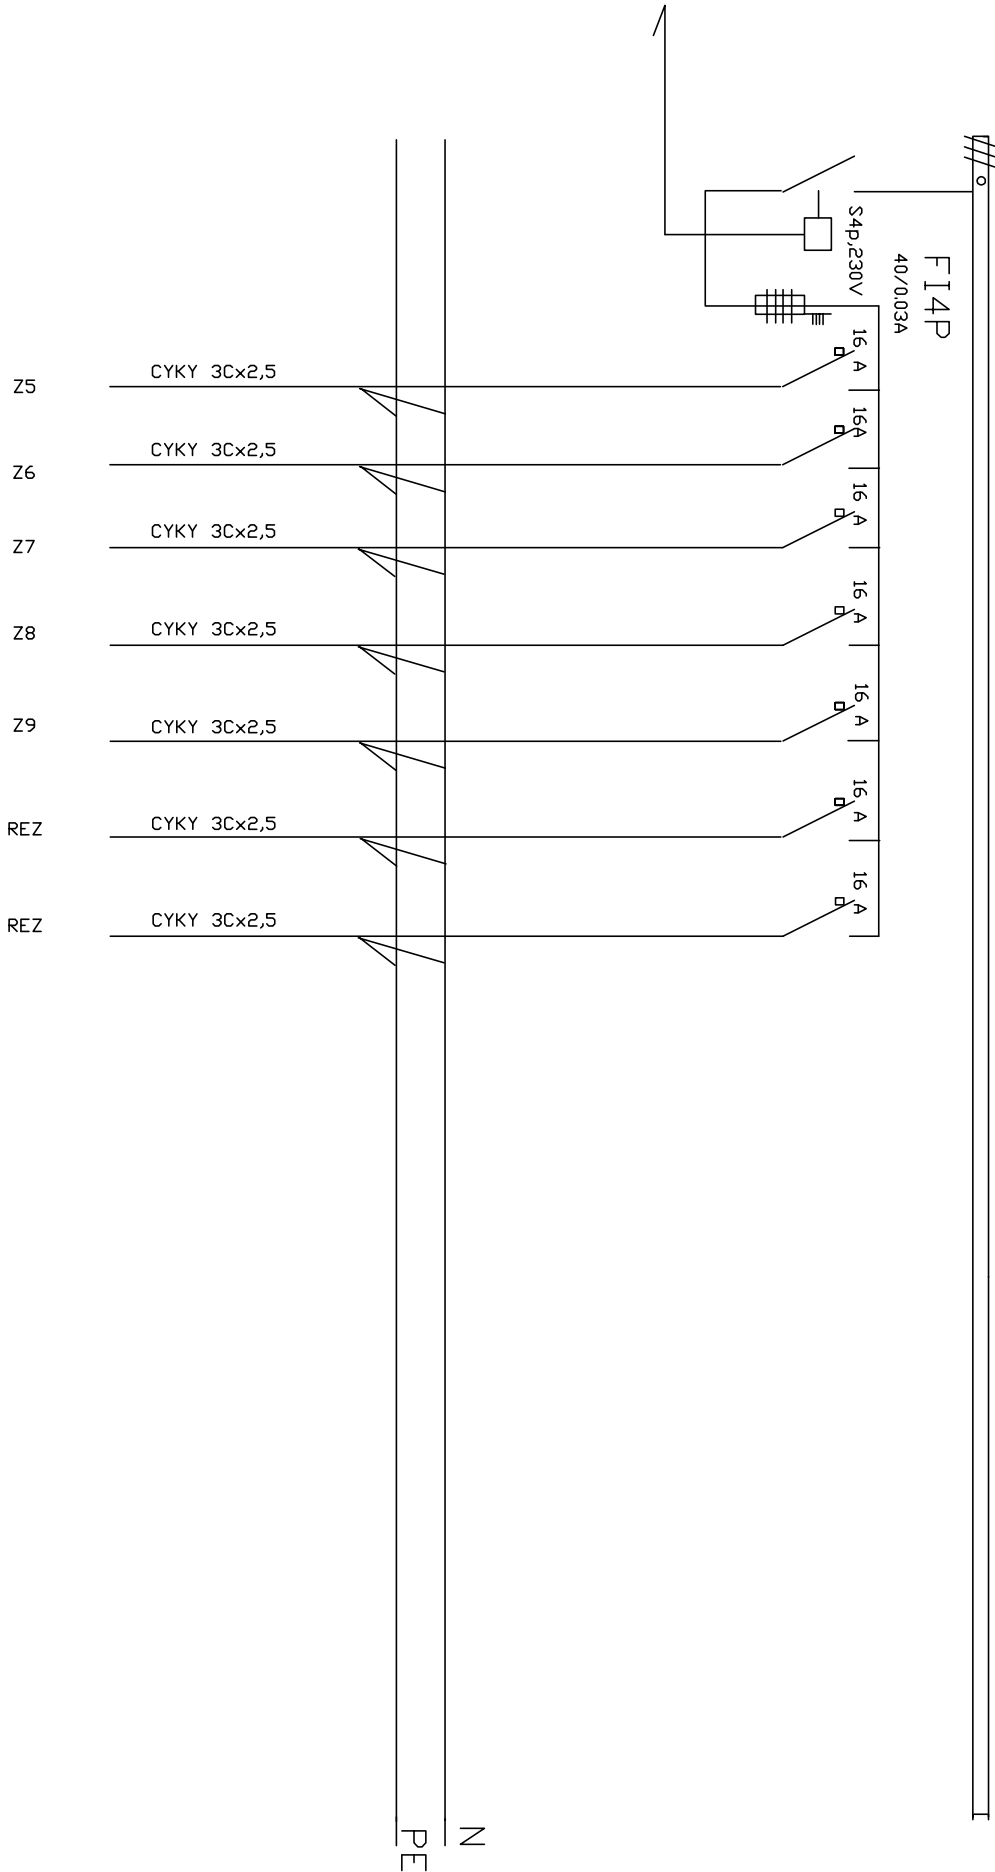 S4p,230V
FI4P
40/0.03A
16 A
Z5 CYKY 3Cx2,5
16A
Z6 CYKY 3Cx2,5
16 A
Z7 CYKY 3Cx2,5
16 A
Z8 CYKY 3Cx2,5
16 A
Z9 CYKY 3Cx2,5
16 A
REZ CYKY 3Cx2,5
16 A
REZ CYKY 3Cx2,5
N
PE